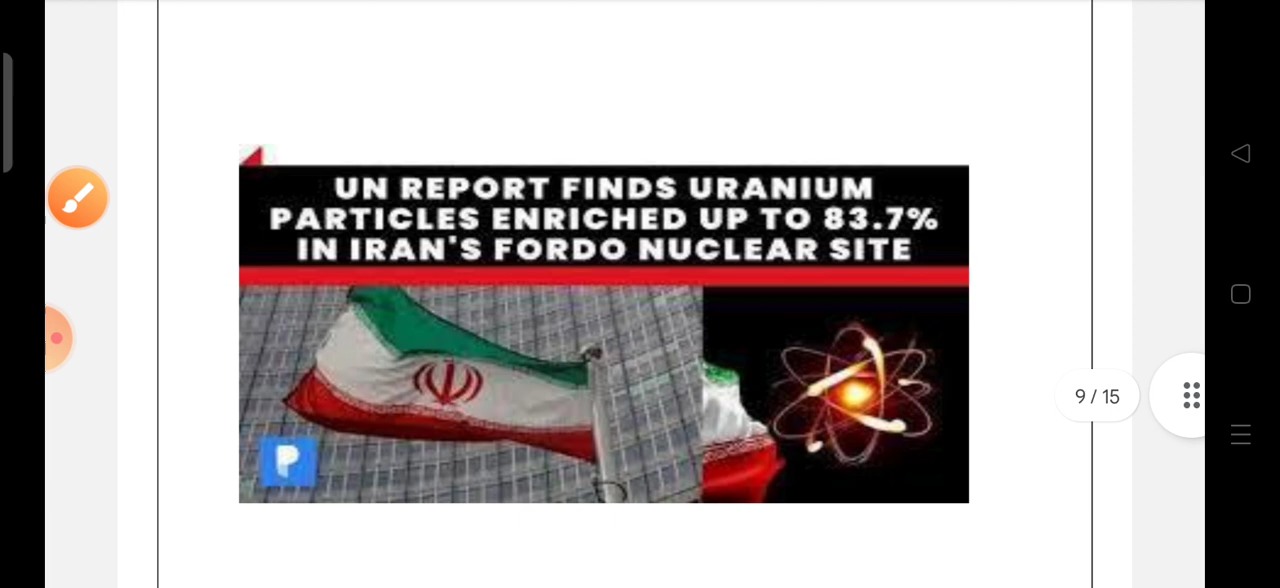 UN REPORT FINDS URANIUM
PARTICLES ENRICHED UP TO 83.7%
IN IRAN'S FORDO NUCLEAR SITE
P
9 / 15